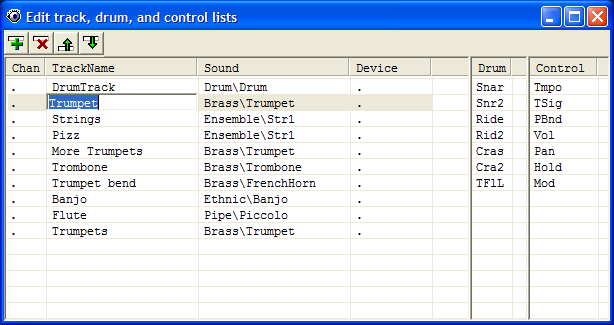 Edit track, drum, and control lists
Chan TrackName Sound Device Drum Control
. DrumTrack Drum\Drum . Snar Tmpo
. Trumpet Brass\Trumpet . Snr2 TSig
. Strings Ensemble\Str1 . Ride PBnd
. Pizz Ensemble\Str1 . Rid2 Vol
. More Trumpets Brass\Trumpet . Cras Pan
. Trombone Brass\Trombone . Cra2 Hold
. Trumpet bend Brass\FrenchHorn . TFlL Mod
. Banjo Ethnic\Banjo .
. Flute Pipe\Piccolo .
. Trumpets Brass\Trumpet .